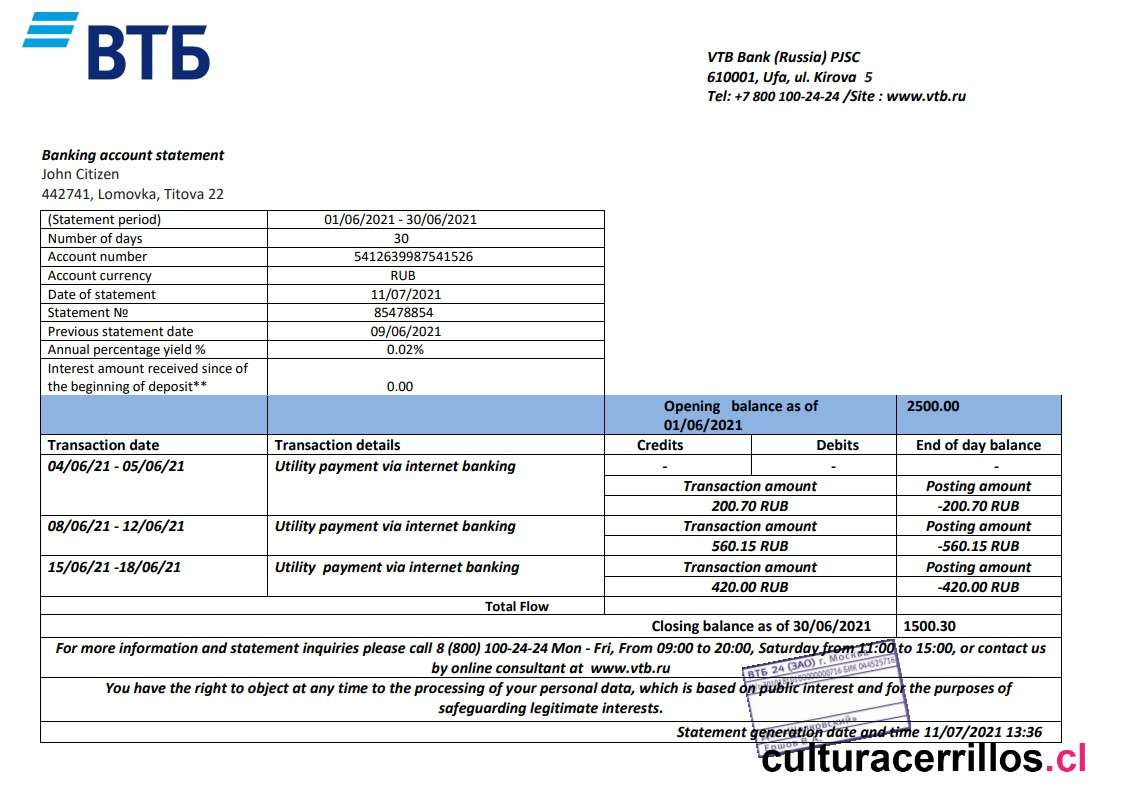 ВТБ
VTB Bank (Russia) PJSC
610001, Ufa, ul. Kirova 5
Tel: +7 800 100-24-24 /Site : www.vtb.ru
Banking account statement
John Citizen
442741, Lomovka, Titova 22
(Statement period) 01/06/2021 - 30/06/2021
Number of days 30
Account number 5412639987541526
Account currency RUB
Date of statement 11/07/2021
Statement № 85478854
Previous statement date 09/06/2021
Annual percentage yield % 0.02%
Interest amount received since of
the beginning of deposit** 0.00
Opening balance as of 2500.00
01/06/2021
Transaction date Transaction details Credits Debits End of day balance
04/06/21 - 05/06/21 Utility payment via internet banking - - -
Transaction amount Posting amount
200.70 RUB -200.70 RUB
08/06/21 - 12/06/21 Utility payment via internet banking Transaction amount Posting amount
560.15 RUB -560.15 RUB
15/06/21 -18/06/21 Utility payment via internet banking Transaction amount Posting amount
420.00 RUB -420.00 RUB
Total Flow
Closing balance as of 30/06/2021 1500.30
For more information and statement inquiries please call 8 (800) 100-24-24 Mon - Fri, From 09:00 to 20:00, Saturday from 11:00 to 15:00, or contact us
by online consultant at www.vtb.ru
ВТБ 24 (ЗАО) г. Москва
БИК 044525716
You have the right to object at any time to the processing of your personal data, which is based on public interest and for the purposes of
safeguarding legitimate interests.
Statement generation date and time 11/07/2021 13:36
culturacerrillos.cl